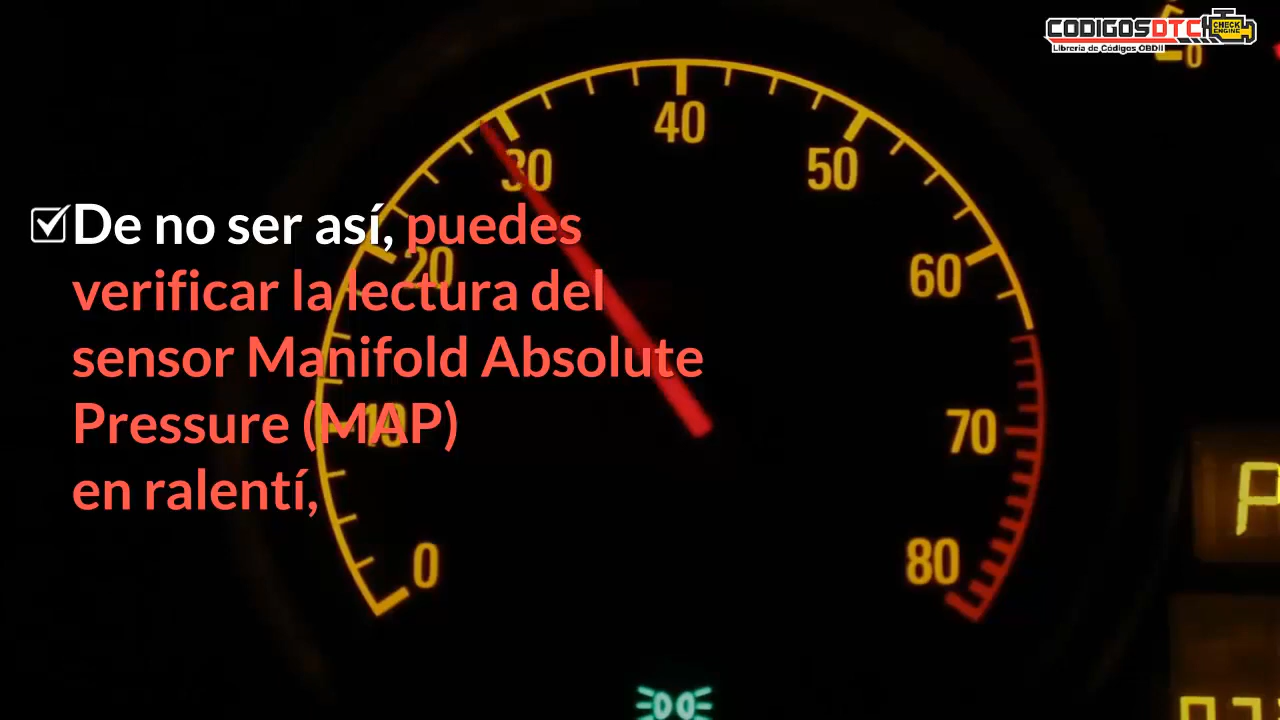 CODIGOSDTC
CHECK
ENGINE
Librería de Códigos OBDII
De no ser así, puedes
verificar la lectura del
sensor Manifold Absolute
Pressure (MAP)
en ralentí,
0
10
20
30
40
50
60
70
80
P